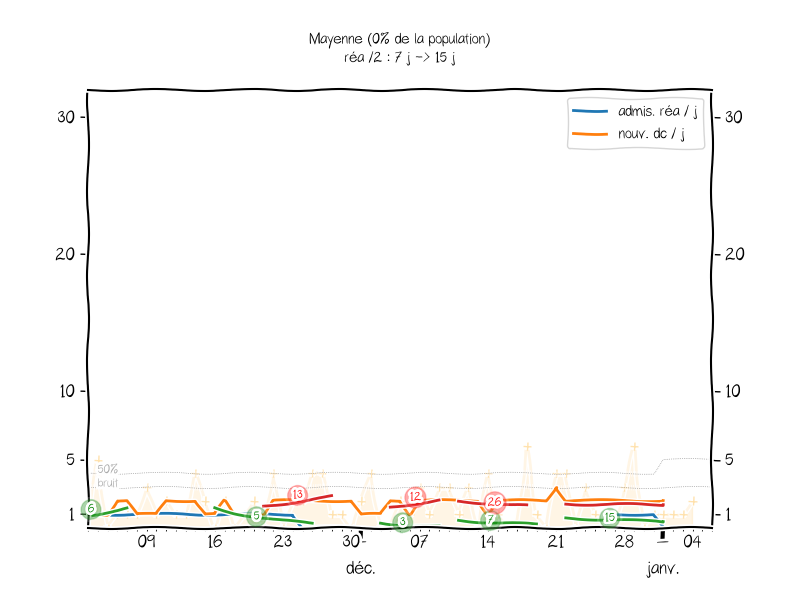 Mayenne (0% de la population)
réa /2 : 7 j -> 15 j
admis. réa / j
nouv. dc / j
30 30
20 20
10 10
5 5
50%
bruit
1 1
6 5 13 3 12 7 26 15
09 16 23 30 07 14 21 28 04
déc. janv.